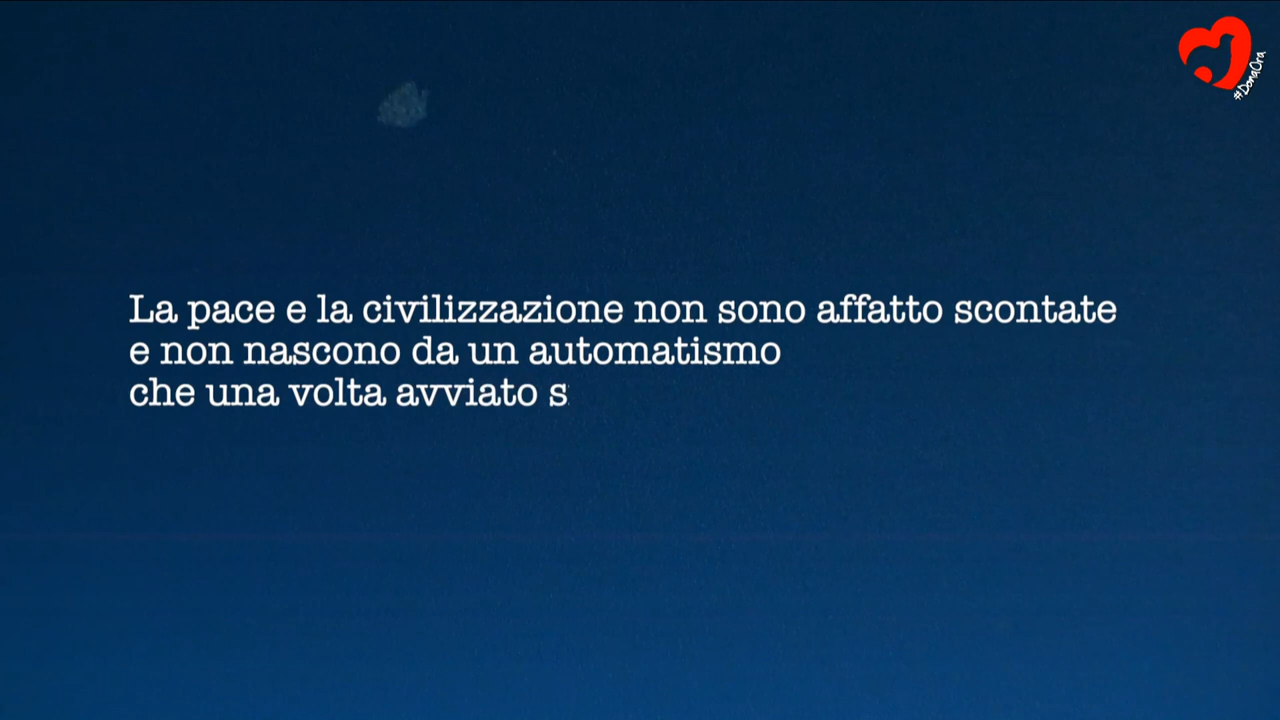 #DonaOra
La pace e la civilizzazione non sono affatto scontate
e non nascono da un automatismo
che una volta avviato s